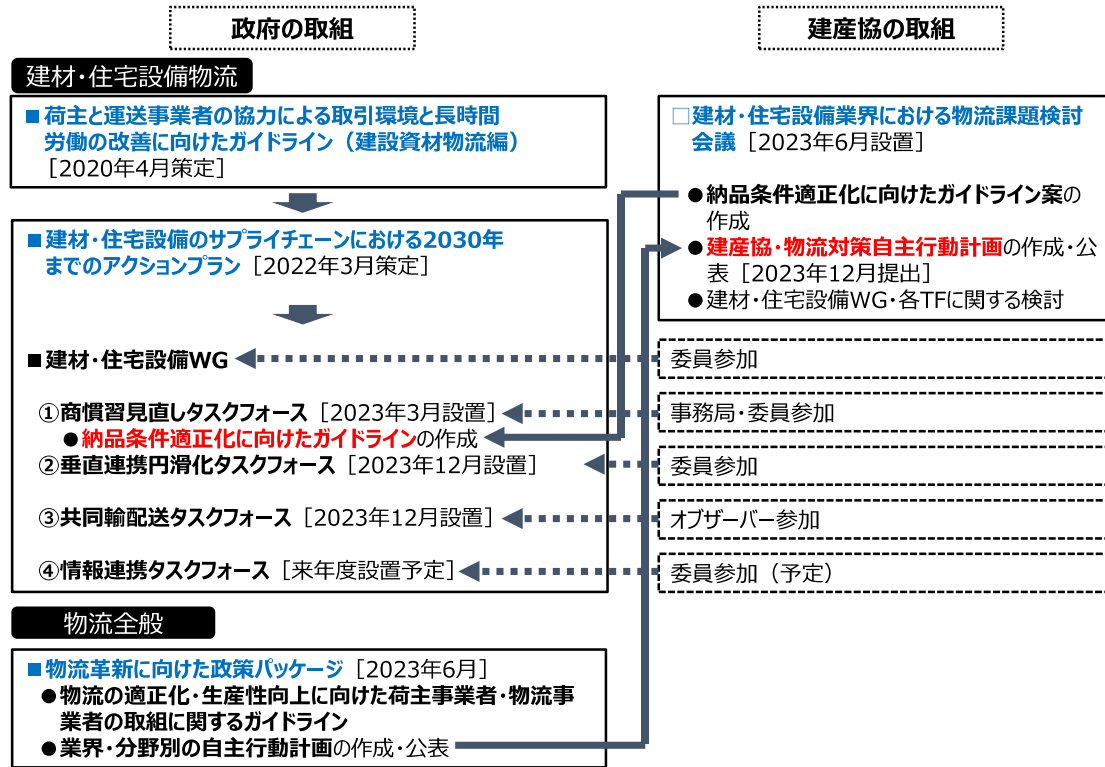 政府の取組
建産協の取組
建材・住宅設備物流
■荷主と運送事業者の協力による取引環境と長時間
労働の改善に向けたガイドライン（建設資材物流編）
［2020年4月策定］
■建材・住宅設備のサプライチェーンにおける2030年
までのアクションプラン［2022年3月策定］
■建材・住宅設備WG
①商慣習見直しタスクフォース［2023年3月設置］
●納品条件適正化に向けたガイドラインの作成
②垂直連携円滑化タスクフォース［2023年12月設置］
③共同輸配送タスクフォース［2023年12月設置］
④情報連携タスクフォース［来年度設置予定］
□建材・住宅設備業界における物流課題検討
会議［2023年6月設置］
●納品条件適正化に向けたガイドライン案の
作成
●建産協・物流対策自主行動計画の作成・公
表［2023年12月提出］
●建材・住宅設備WG・各TFに関する検討
委員参加
事務局・委員参加
委員参加
オブザーバー参加
委員参加（予定）
物流全般
■物流革新に向けた政策パッケージ［2023年6月］
●物流の適正化・生産性向上に向けた荷主事業者・物流事
業者の取組に関するガイドライン
●業界・分野別の自主行動計画の作成・公表